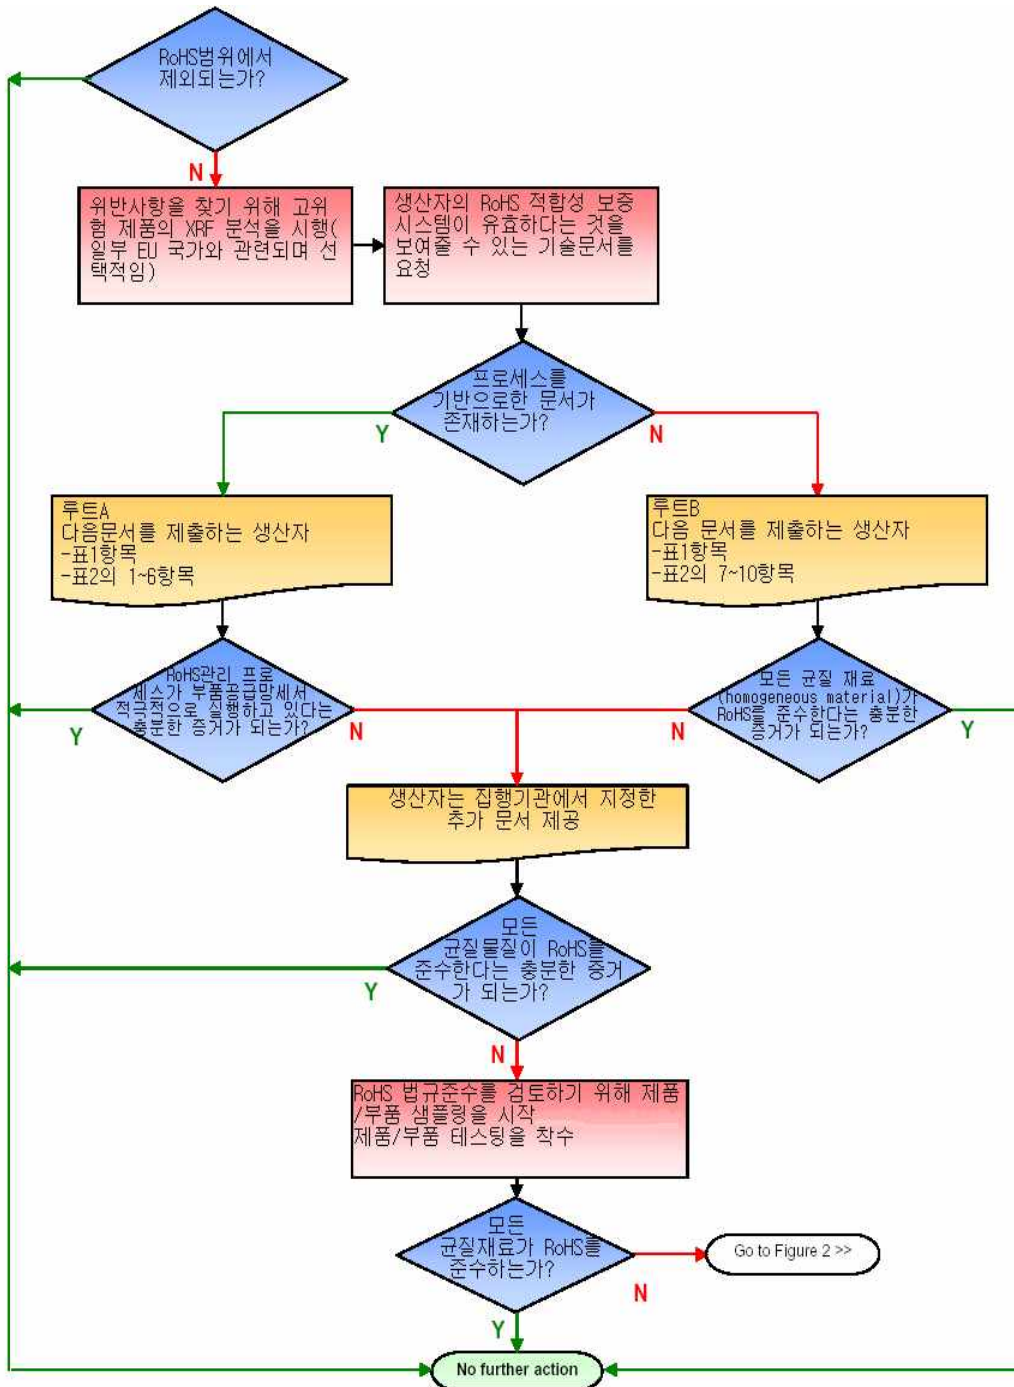 RoHS범위에서
제외되는가?
N
위반사항을 찾기 위해 고위
험 제품의 XRF 분석을 시행(
일부 EU 국가와 관련되며 선
택적임)
생산자의 RoHS 적합성 보증
시스템이 유효하다는 것을
보여줄 수 있는 기술문서를
요청
프로세스를
기반으로한 문서가
존재하는가?
Y
N
루트A
다음문서를 제출하는 생산자
-표1항목
-표2의 1~6항목
루트B
다음 문서를 제출하는 생산자
-표1항목
-표2의 7~10항목
RoHS관리 프로
세스가 부품공급망세서
적극적으로 실행하고 있다는
충분한 증거가 되는가?
Y
N
모든 균질 재료
(homogeneous material)가
RoHS를 준수한다는 충분한
증거가 되는가?
N
Y
생산자는 집행기관에서 지정한
추가 문서 제공
모든
균질물질이 RoHS를
준수한다는 충분한 증거
가 되는가?
Y
N
RoHS 법규준수를 검토하기 위해 제품
/부품 샘플링을 시작
제품/부품 테스팅을 착수
모든
균질재료가 RoHS를
준수하는가?
N
Go to Figure 2 >>
Y
No further action